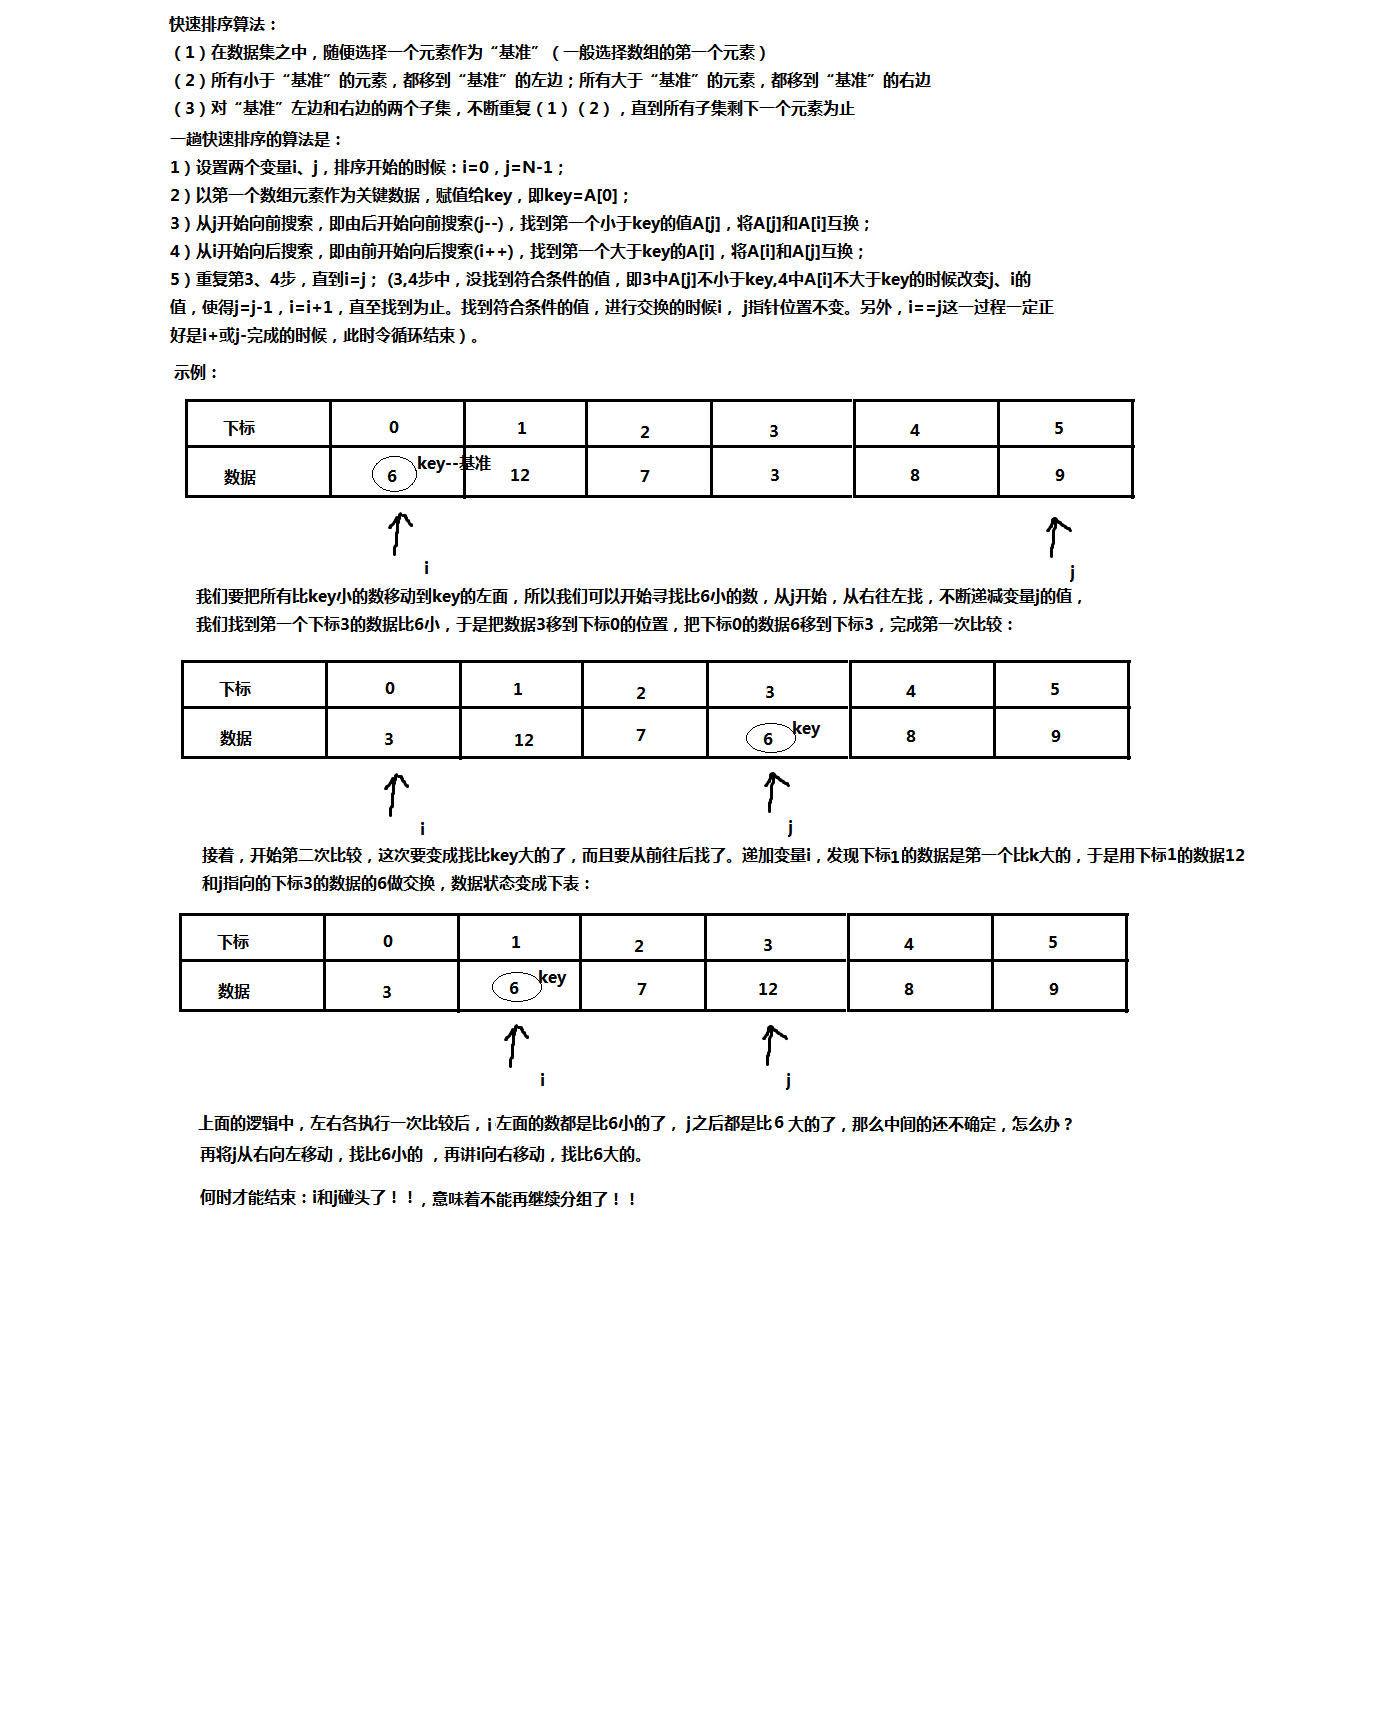 快速排序算法：
（1）在数据集之中，随便选择一个元素作为“基准”（一般选择数组的第一个元素）
（2）所有小于“基准”的元素，都移到“基准”的左边；所有大于“基准”的元素，都移到“基准”的右边
（3）对“基准”左边和右边的两个子集，不断重复（1）（2），直到所有子集剩下一个元素为止
一趟快速排序的算法是：
1）设置两个变量i、j，排序开始的时候：i=0，j=N-1；
2）以第一个数组元素作为关键数据，赋值给key，即key=A[0]；
3）从j开始向前搜索，即由后开始向前搜索(j--)，找到第一个小于key的值A[j]，将A[j]和A[i]互换；
4）从i开始向后搜索，即由前开始向后搜索(i++)，找到第一个大于key的A[i]，将A[i]和A[j]互换；
5）重复第3、4步，直到i=j； (3,4步中，没找到符合条件的值，即3中A[j]不小于key,4中A[i]不大于key的时候改变j、i的
值，使得j=j-1，i=i+1，直至找到为止。找到符合条件的值，进行交换的时候i， j指针位置不变。另外，i==j这一过程一定正
好是i+或j-完成的时候，此时令循环结束）。
示例：
下标 0 1 2 3 4 5
数据 6 key--基准 12 7 3 8 9
i j
我们要把所有比key小的数移动到key的左面，所以我们可以开始寻找比6小的数，从j开始，从右往左找，不断递减变量j的值，
我们找到第一个下标3的数据比6小，于是把数据3移到下标0的位置，把下标0的数据6移到下标3，完成第一次比较：
下标 0 1 2 3 4 5
数据 3 12 7 6 key 8 9
i j
接着，开始第二次比较，这次要变成找比key大的了，而且要从前往后找了。递加变量i，发现下标1的数据是第一个比k大的，于是用下标1的数据12
和j指向的下标3的数据的6做交换，数据状态变成下表：
下标 0 1 2 3 4 5
数据 3 6 key 7 12 8 9
i j
上面的逻辑中，左右各执行一次比较后，i 左面的数都是比6小的了， j之后都是比6 大的了，那么中间的还不确定，怎么办？
再将j从右向左移动，找比6小的 ，再讲i向右移动，找比6大的。
何时才能结束：i和j碰头了！！，意味着不能再继续分组了！！